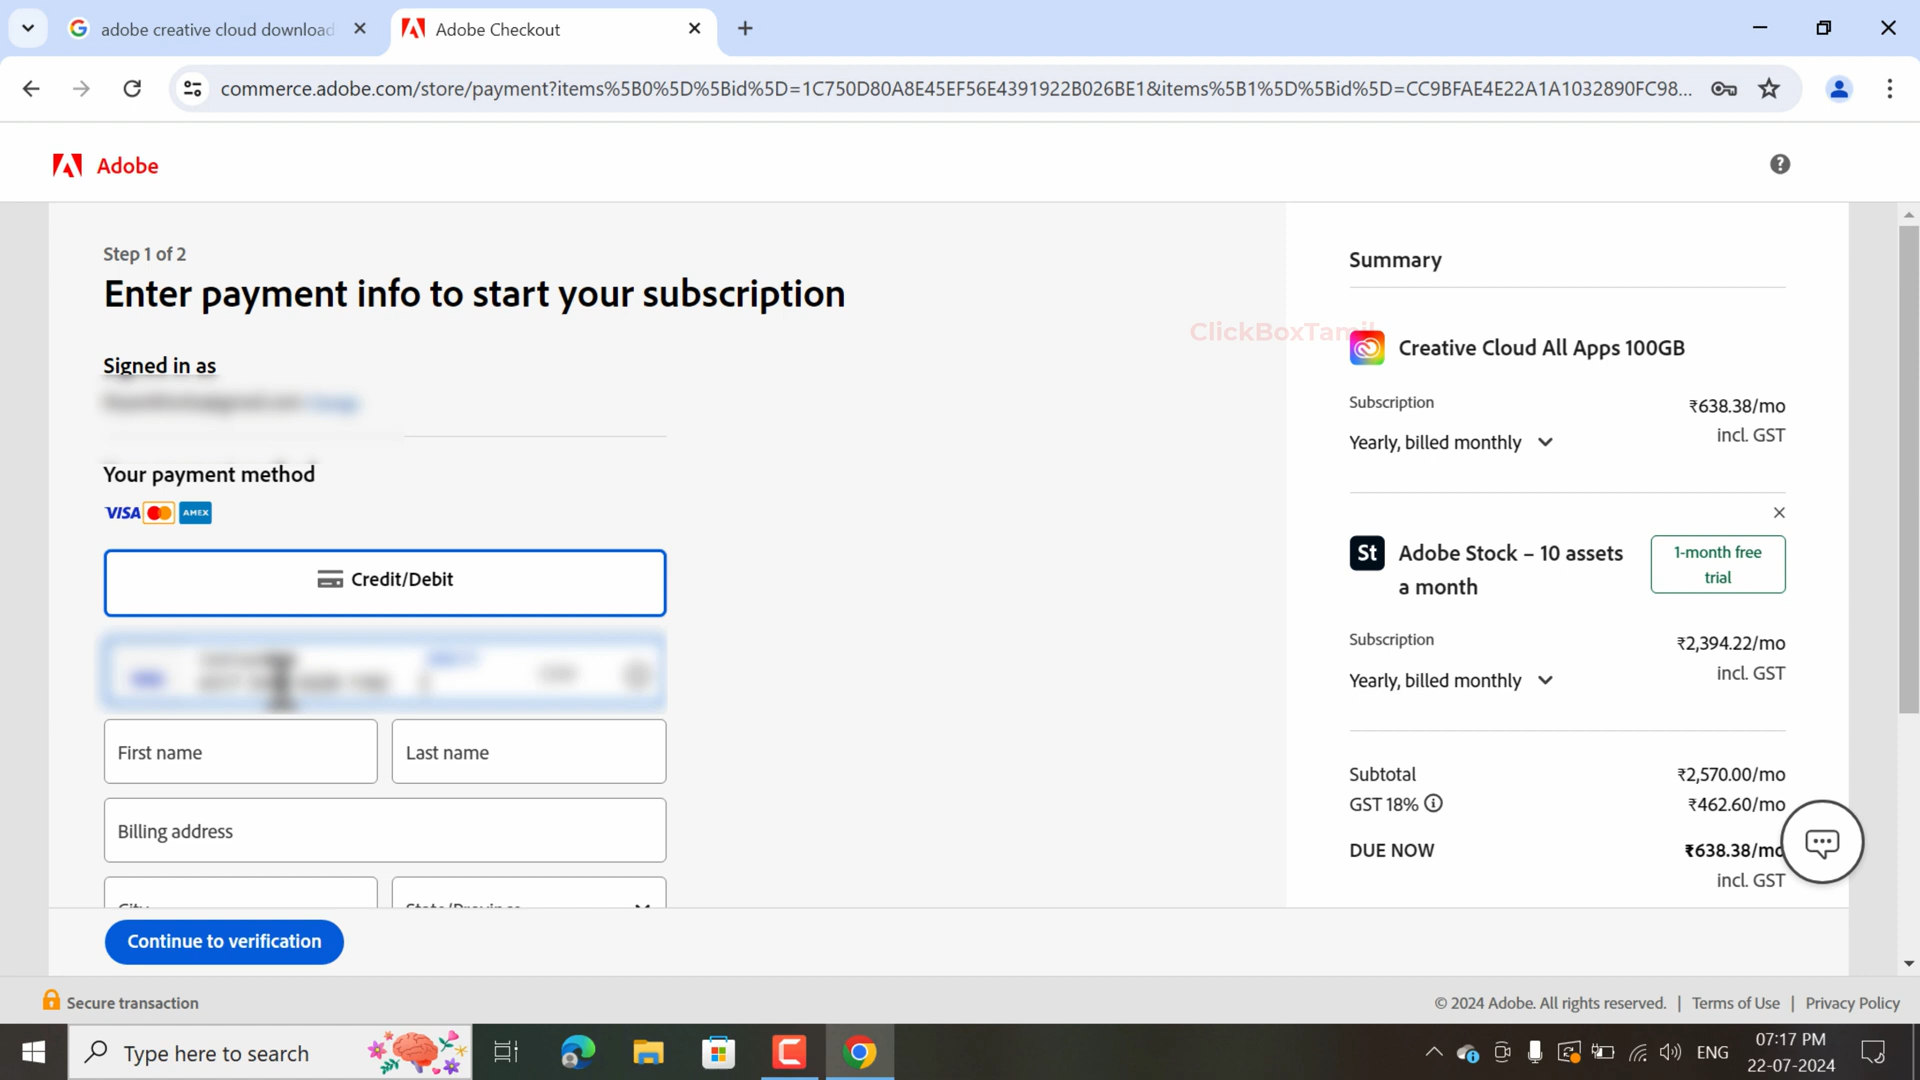 adobe creative cloud download
Adobe Checkout
commerce.adobe.com/store/payment?items%5B0%5D%5Bid%5D=1C750D80A8E45EF56E4391922B026BE1&items%5B1%5D%5Bid%5D=CC9BFAE4E22A1A1032890FC98...
Adobe
Step 1 of 2
Enter payment info to start your subscription
Signed in as
Your payment method
VISA
AMEX
Credit/Debit
First name
Last name
Billing address
City
State/Province
Continue to verification
ClickBoxTamil
Summary
Creative Cloud All Apps 100GB
Subscription
₹638.38/mo
incl. GST
Yearly, billed monthly
St
Adobe Stock – 10 assets
a month
1-month free
trial
Subscription
₹2,394.22/mo
incl. GST
Yearly, billed monthly
Subtotal ₹2,570.00/mo
GST 18% ₹462.60/mo
DUE NOW ₹638.38/mo
incl. GST
Secure transaction
© 2024 Adobe. All rights reserved. | Terms of Use | Privacy Policy
Type here to search
ENG
07:17 PM
22-07-2024